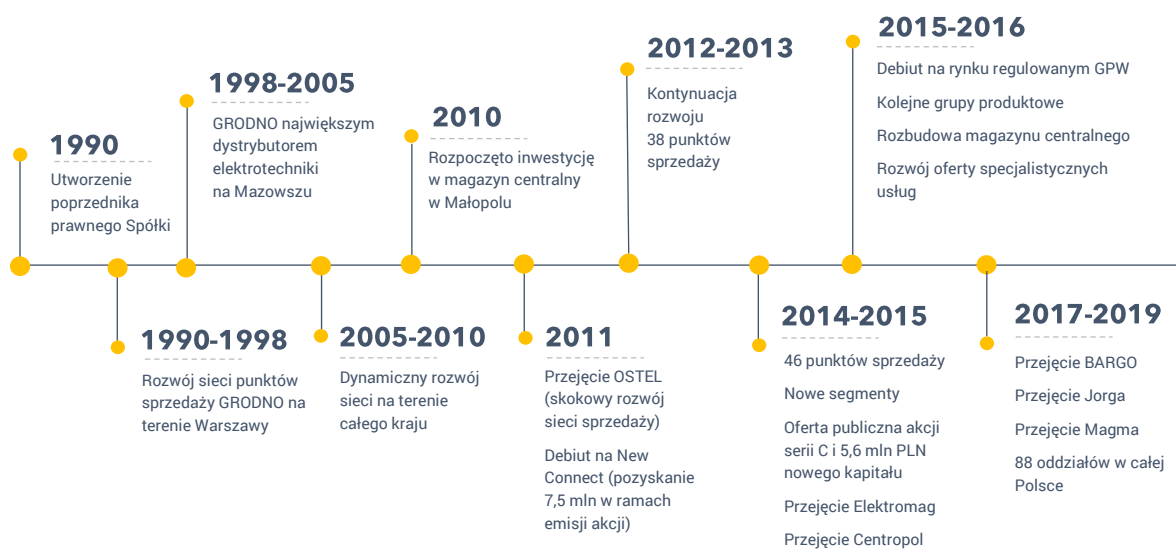 1990
Utworzenie
poprzednika
prawnego Spółki
1990-1998
Rozwój sieci punktów
sprzedaży GRODNO na
terenie Warszawy
1998-2005
GRODNO największym
dystrybutorem
elektrotechniki
na Mazowszu
2005-2010
Dynamiczny rozwój
sieci na terenie
całego kraju
2010
Rozpoczęto inwestycję
w magazyn centralny
w Małopolu
2011
Przejęcie OSTEL
(skokowy rozwój
sieci sprzedaży)
Debiut na New
Connect (pozyskanie
7,5 mln w ramach
emisji akcji)
2012-2013
Kontynuacja
rozwoju
38 punktów
sprzedaży
2014-2015
46 punktów sprzedaży
Nowe segmenty
Oferta publiczna akcji
serii C i 5,6 mln PLN
nowego kapitału
Przejęcie Elektromag
Przejęcie Centropol
2015-2016
Debiut na rynku regulowanym GPW
Kolejne grupy produktowe
Rozbudowa magazynu centralnego
Rozwój oferty specjalistycznych
usług
2017-2019
Przejęcie BARGO
Przejęcie Jorga
Przejęcie Magma
88 oddziałów w całej
Polsce